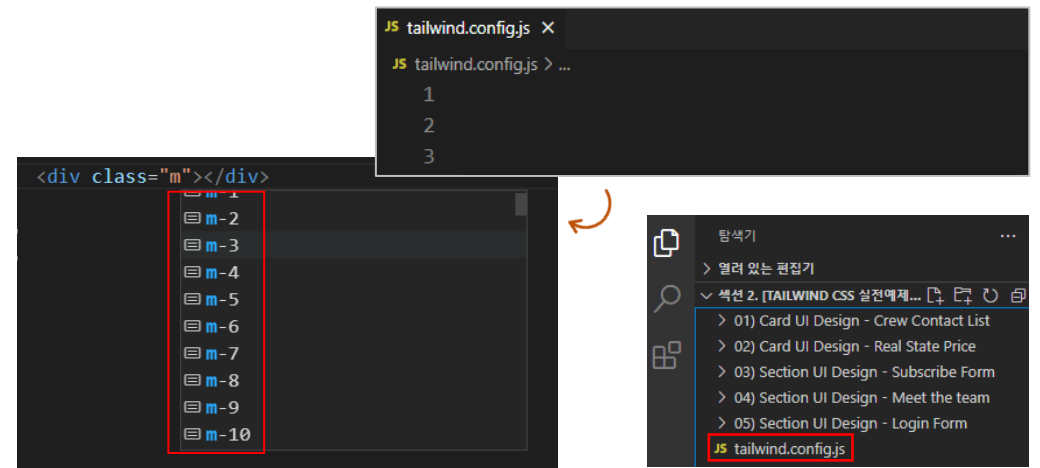 JS tailwind.config.js ×
JS tailwind.config.js > ...
1
2
3
<div class="m"></div>
m-1
m-2
m-3
m-4
m-5
m-6
m-7
m-8
m-9
m-10
탐색기 ...
> 열려 있는 편집기
섹션 2. [TAILWIND CSS 실전예제...
> 01) Card UI Design - Crew Contact List
> 02) Card UI Design - Real State Price
> 03) Section UI Design - Subscribe Form
> 04) Section UI Design - Meet the team
> 05) Section UI Design - Login Form
JS tailwind.config.js